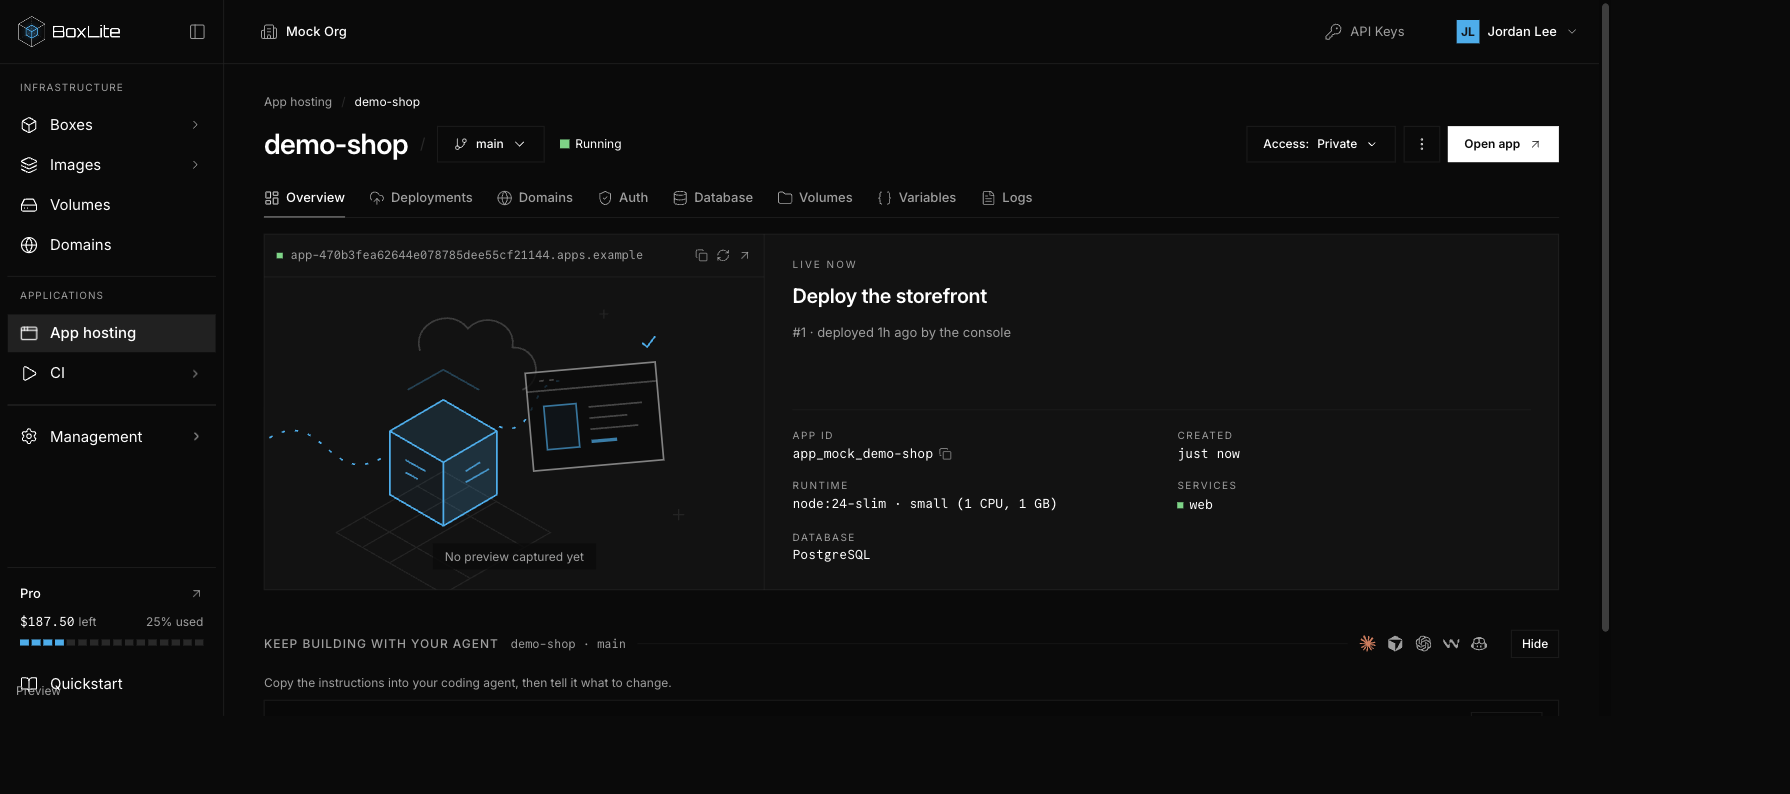 BoxLite
Mock Org
API Keys
JL
Jordan Lee
INFRASTRUCTURE
Boxes
Images
Volumes
Domains
APPLICATIONS
App hosting
CI
Management
Pro
$187.50 left
25% used
Quickstart
Preview
App hosting / demo-shop
demo-shop / main
Running
Access: Private
Open app
Overview
Deployments
Domains
Auth
Database
Volumes
Variables
Logs
app-470b3fea62644e078785dee55cf21144.apps.example
No preview captured yet
LIVE NOW
Deploy the storefront
#1 · deployed 1h ago by the console
APP ID
app_mock_demo-shop
CREATED
just now
RUNTIME
node:24-slim · small (1 CPU, 1 GB)
SERVICES
web
DATABASE
PostgreSQL
KEEP BUILDING WITH YOUR AGENT demo-shop · main
Hide
Copy the instructions into your coding agent, then tell it what to change.